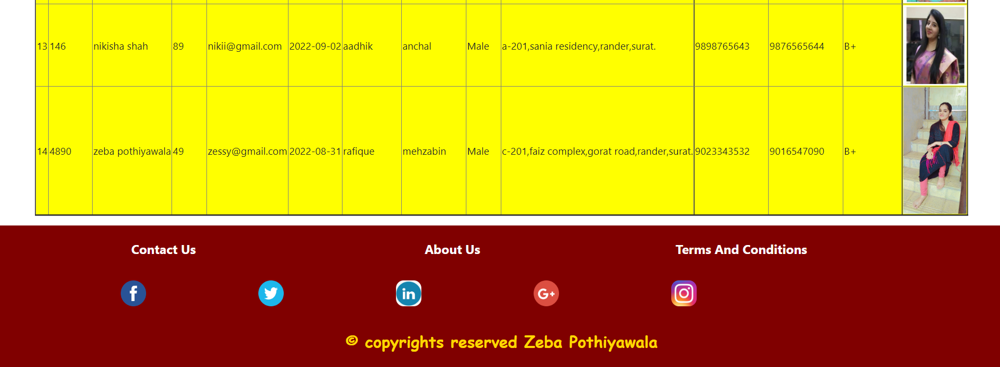 13 146 nikisha shah 89 nikii@gmail.com 2022-09-02 aadhik anchal Male a-201,sania residency,rander,surat. 9898765643 9876565644 B+
14 4890 zeba pothiyawala 49 zessy@gmail.com 2022-08-31 rafique mehzabin Male c-201,faiz complex,gorat road,rander,surat. 9023343532 9016547090 B+
Contact Us About Us Terms And Conditions
f in G+
© copyrights reserved Zeba Pothiyawala